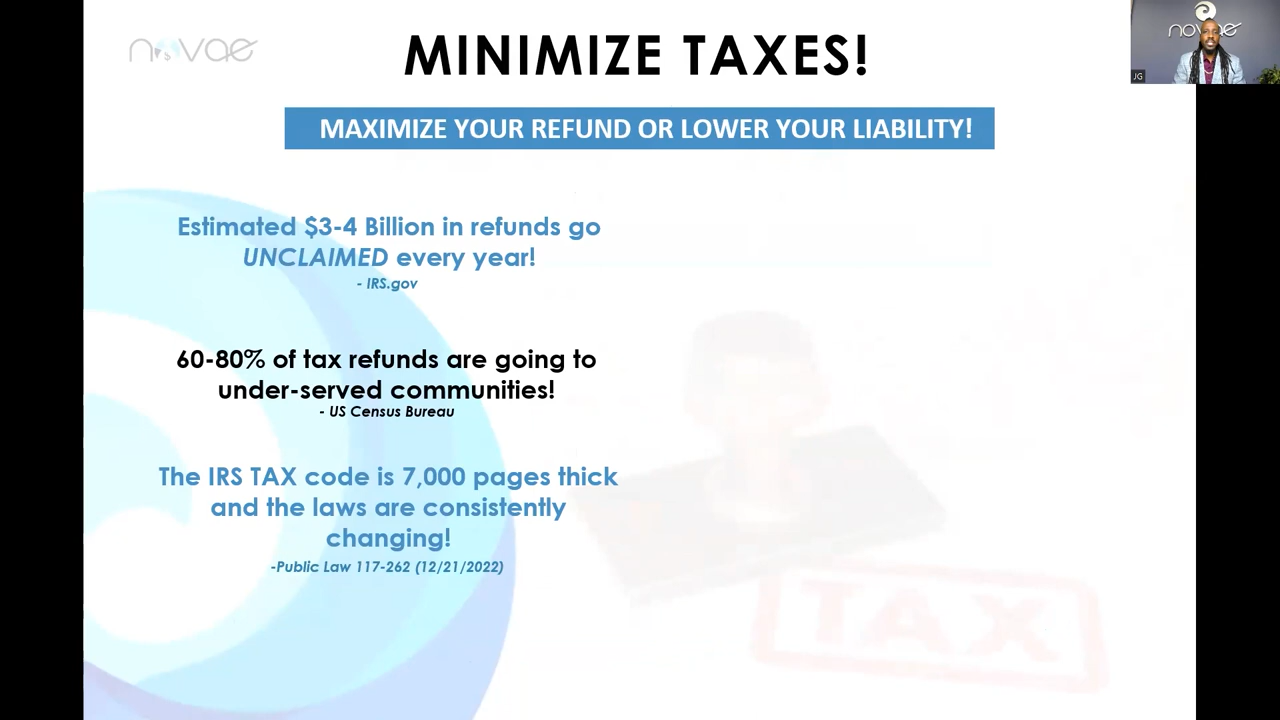 novae
MINIMIZE TAXES!
novae
JG
MAXIMIZE YOUR REFUND OR LOWER YOUR LIABILITY!
Estimated $3-4 Billion in refunds go
UNCLAIMED every year!
- IRS.gov
60-80% of tax refunds are going to
under-served communities!
- US Census Bureau
The IRS TAX code is 7,000 pages thick
and the laws are consistently
changing!
-Public Law 117-262 (12/21/2022)
TAX